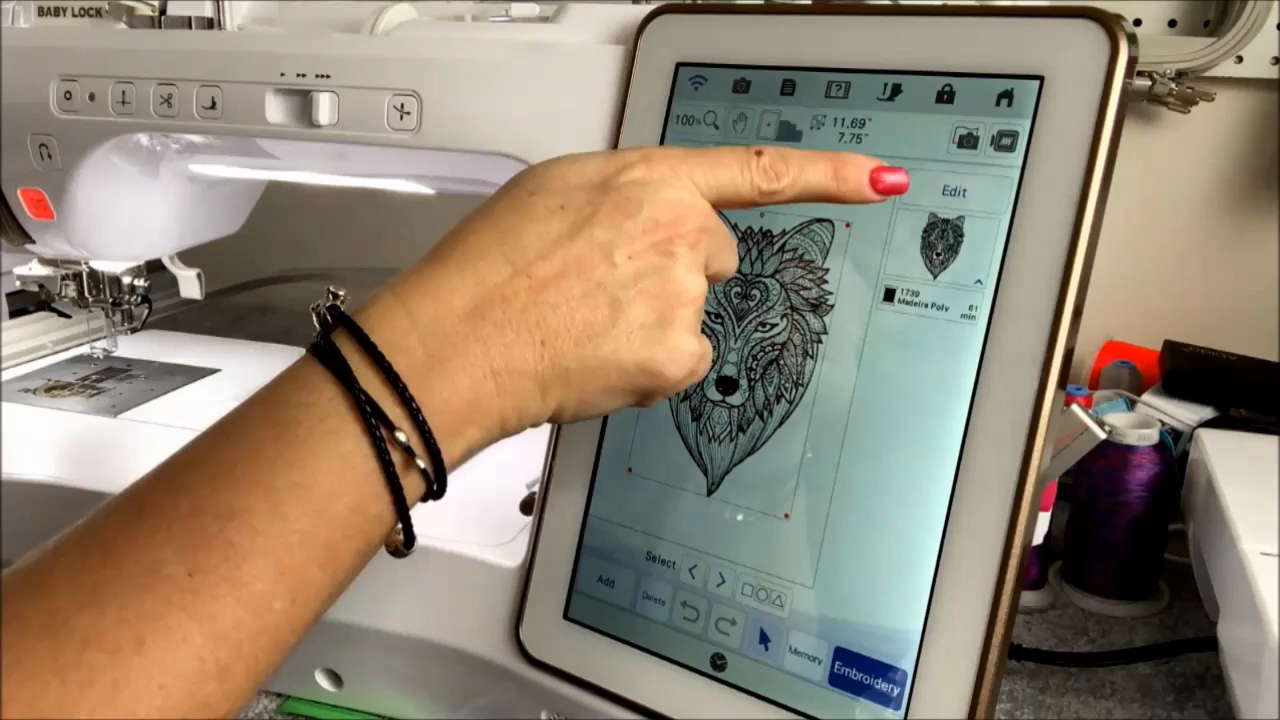 BABY LOCK
100%
11.69"
7.75"
Edit
1739
Madeira Poly
61
min
Select
Add
Delete
Memory
Embroidery